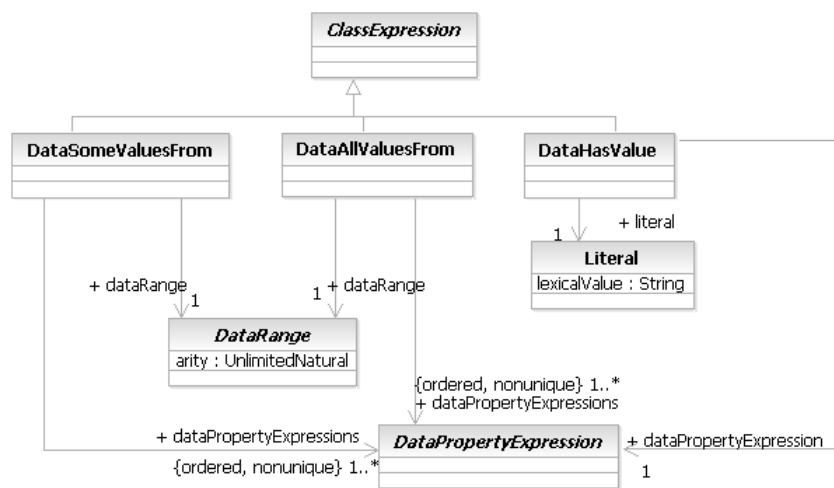 ClassExpression
DataSomeValuesFrom
DataAllValuesFrom
DataHasValue
+ literal
1
Literal
lexicalValue : String
+ dataRange
1
1
+ dataRange
DataRange
arity : UnlimitedNatural
{ordered, nonunique} 1..*
+ dataPropertyExpressions
+ dataPropertyExpressions
{ordered, nonunique} 1..*
DataPropertyExpression
+ dataPropertyExpression
1